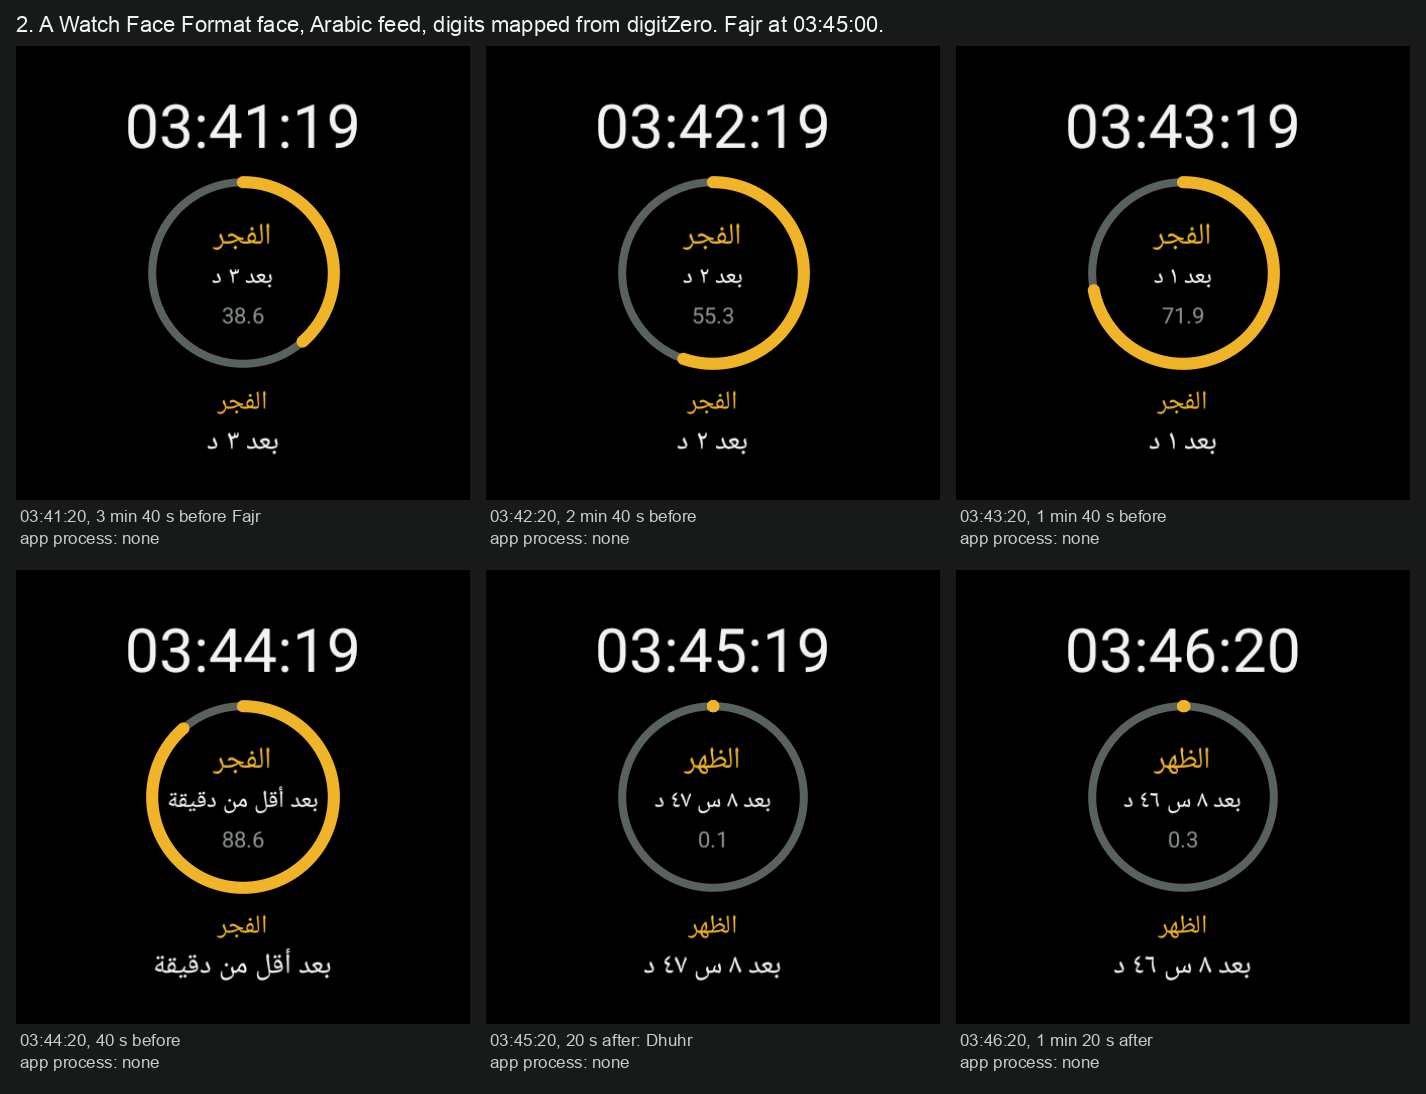 2. A Watch Face Format face, Arabic feed, digits mapped from digitZero. Fajr at 03:45:00.
03:41:19
الفجر
بعد ٣ د
38.6
الفجر
بعد ٣ د
03:41:20, 3 min 40 s before Fajr
app process: none
03:42:19
الفجر
بعد ٢ د
55.3
الفجر
بعد ٢ د
03:42:20, 2 min 40 s before
app process: none
03:43:19
الفجر
بعد ١ د
71.9
الفجر
بعد ١ د
03:43:20, 1 min 40 s before
app process: none
03:44:19
الفجر
بعد أقل من دقيقة
88.6
الفجر
بعد أقل من دقيقة
03:44:20, 40 s before
app process: none
03:45:19
الظهر
بعد ٨ س ٤٧ د
0.1
الظهر
بعد ٨ س ٤٧ د
03:45:20, 20 s after: Dhuhr
app process: none
03:46:20
الظهر
بعد ٨ س ٤٦ د
0.3
الظهر
بعد ٨ س ٤٦ د
03:46:20, 1 min 20 s after
app process: none